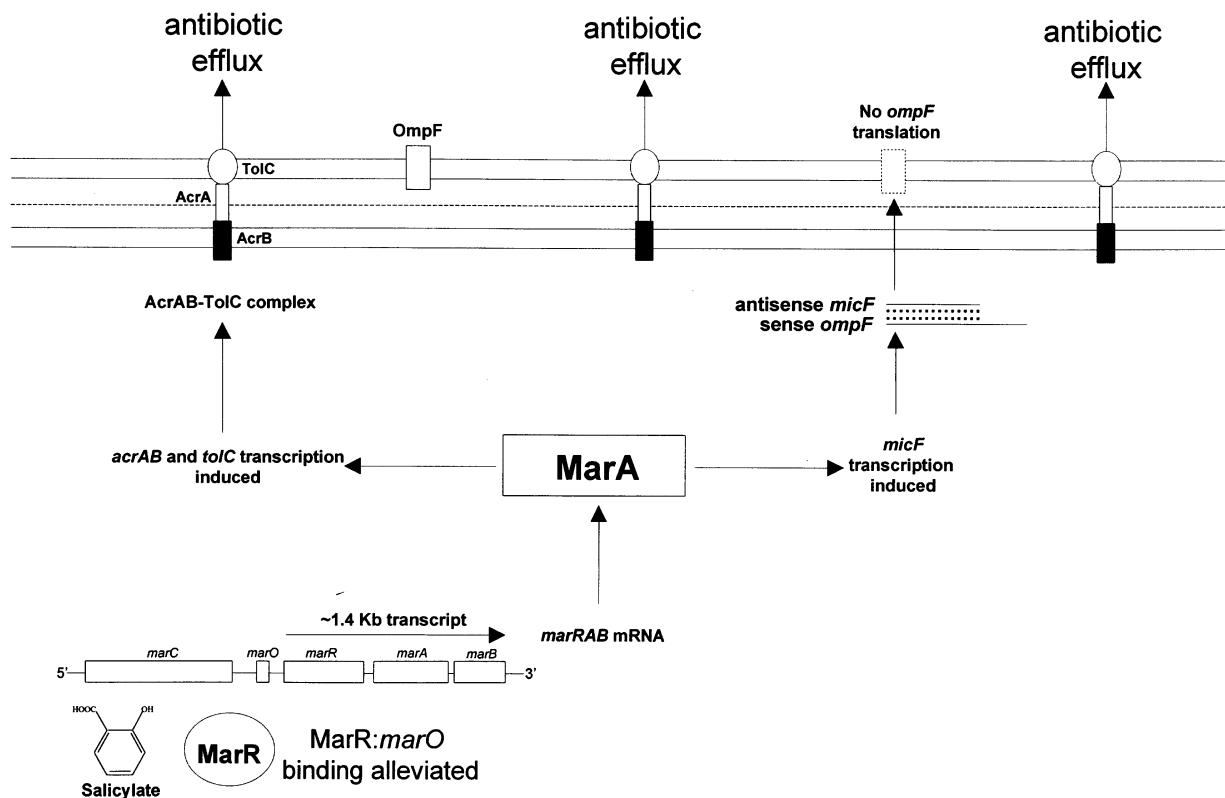 antibiotic
efflux
antibiotic
efflux
antibiotic
efflux
OmpF
No ompF
translation
TolC
AcrA
AcrB
AcrAB-TolC complex
antisense micF
sense ompF
acrAB and tolC transcription
induced
MarA
micF
transcription
induced
~1.4 Kb transcript
marRAB mRNA
marC
marO
marR
marA
marB
5’
3’
HOOC
OH
Salicylate
MarR
MarR:marO
binding alleviated